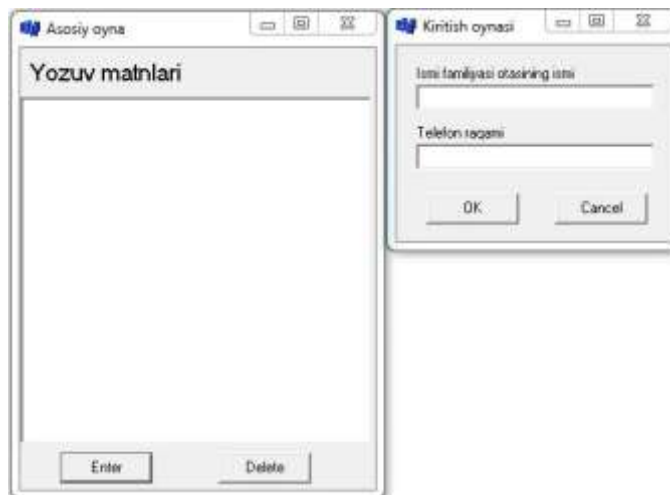 Asosiy oyna
Yozuv matnlari
Enter
Delete
Kiritish oynasi
Ismi familiyasi otasining ismi
Telefon raqami
OK
Cancel